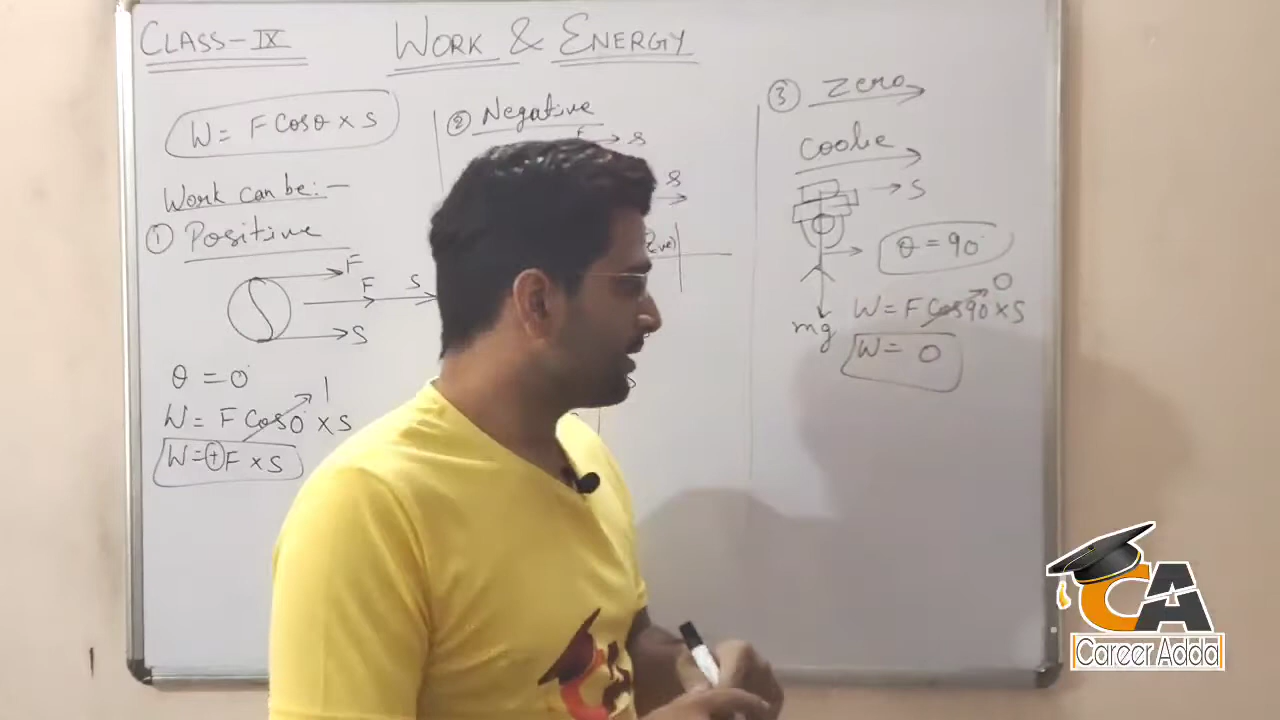 CLASS-IX
WORK & ENERGY
W= F Cosθ x S
Work can be:-
① Positive
F
F
S
S
θ = 0°
W= F Cos0° x S
1
W=+F x S
② Negative
F
S
S
③ Zero
Coolie
S
θ = 90°
mg
0
W= F Cos90 x S
W= 0
CA
Career Adda